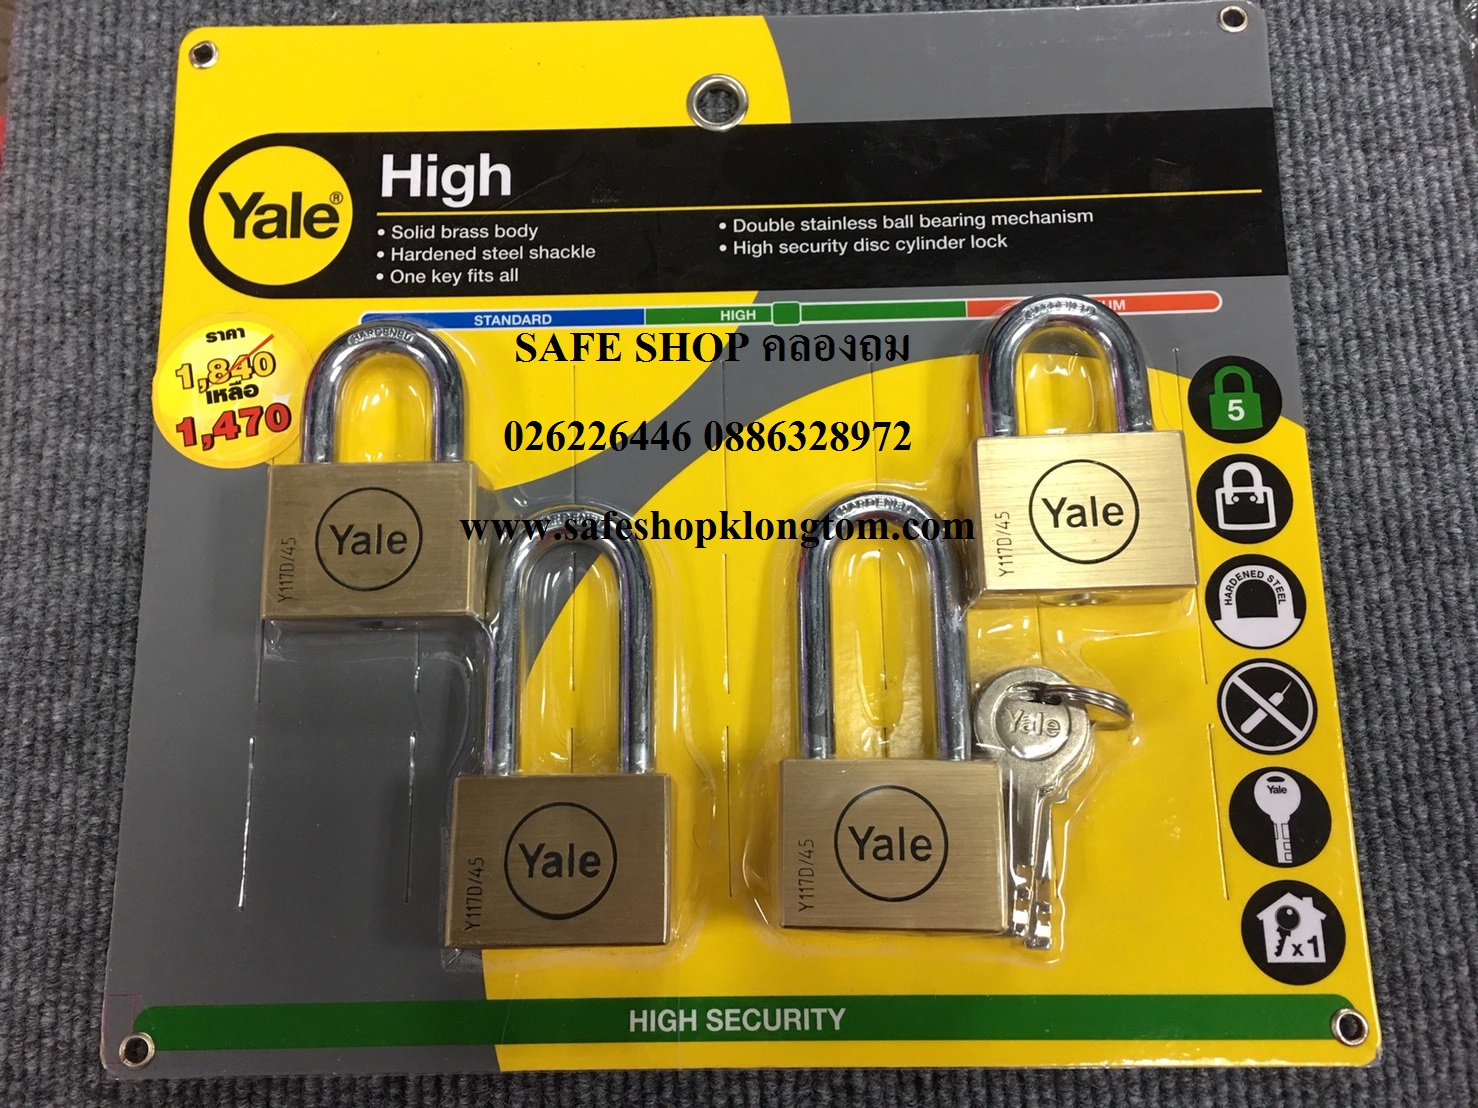 Yale®
High
• Solid brass body
• Hardened steel shackle
• One key fits all
• Double stainless ball bearing mechanism
• High security disc cylinder lock
STANDARD
HIGH
ราคา
1,840
เหลือ
1,470
SAFE SHOP คลองถม
026226446 0886328972
www.safeshopklongtom.com
HARDENED
Yale
Y117D/45
Yale
Y117D/45
HARDENED
Yale
Y117D/45
Yale
Y117D/45
Yale
5
HARDENED STEEL
Yale
x1
HIGH SECURITY